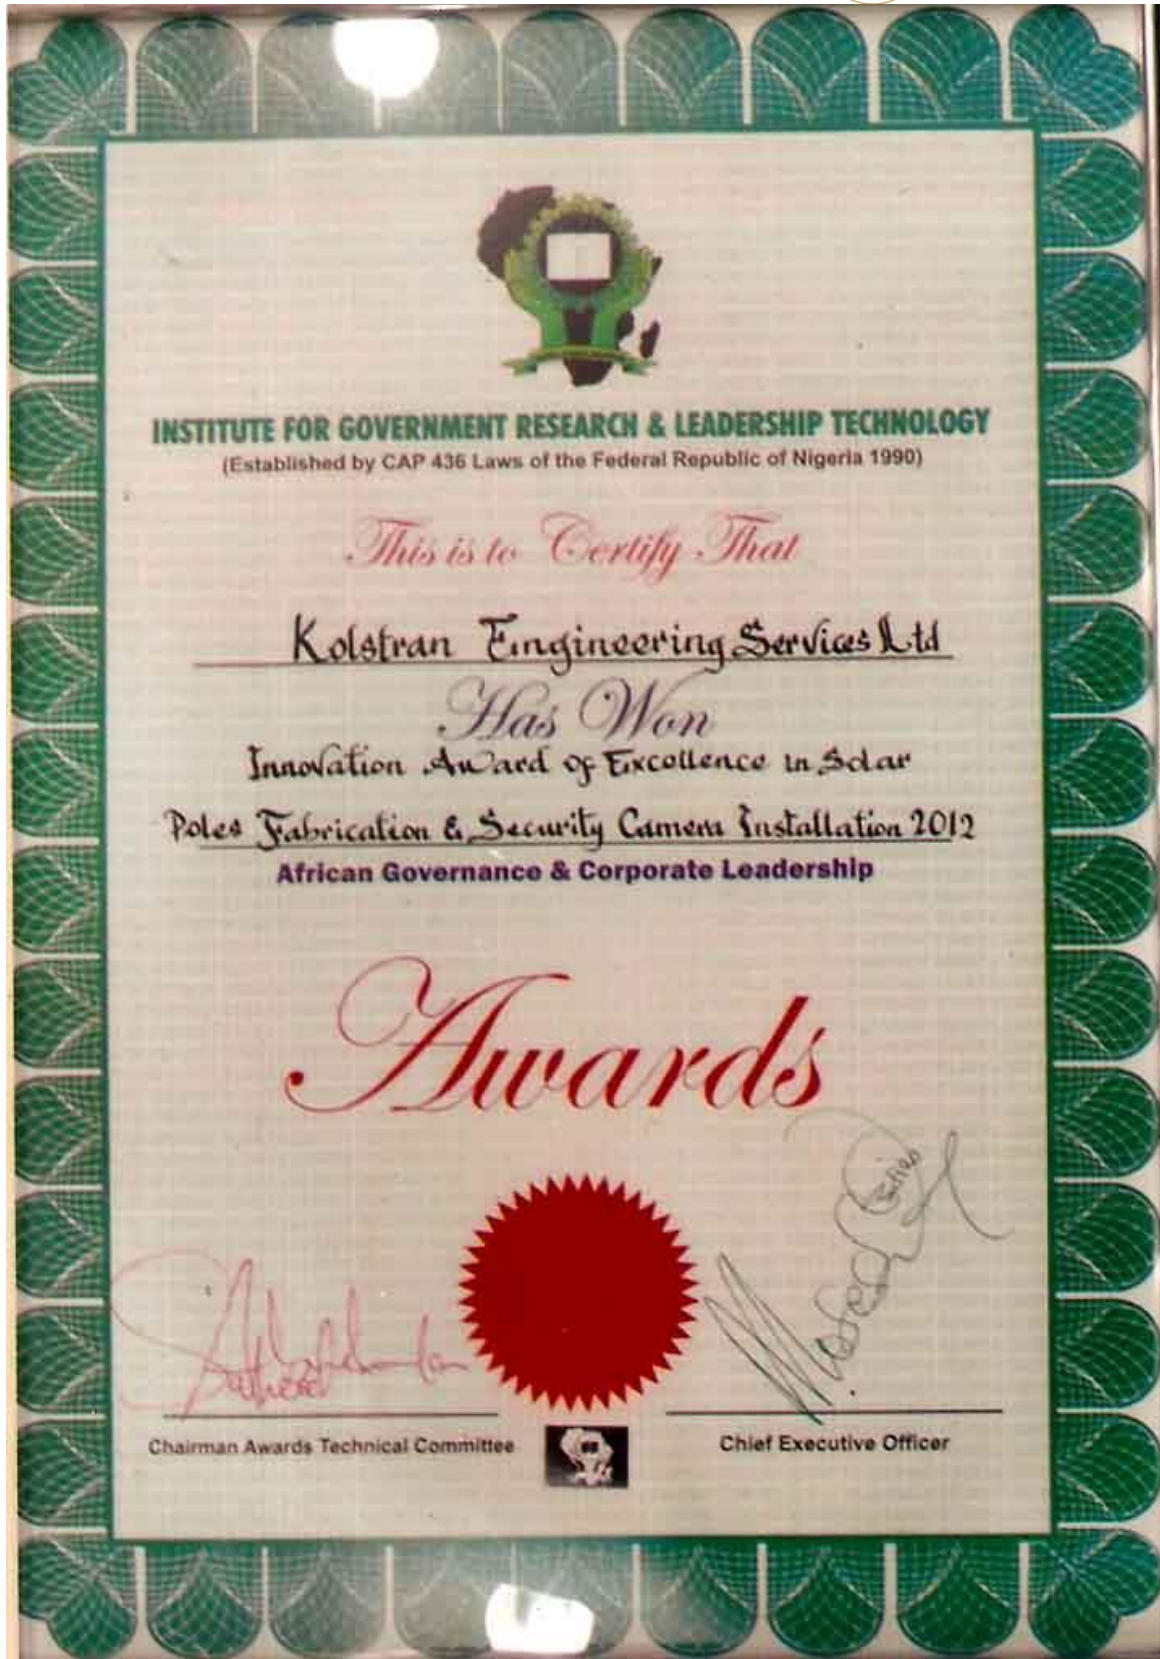 INSTITUTE FOR GOVERNMENT RESEARCH & LEADERSHIP TECHNOLOGY
(Established by CAP 436 Laws of the Federal Republic of Nigeria 1990)
This is to Certify That
Kolstran Engineering Services Ltd
Has Won
Innovation Award of Excellence in Solar
Poles Fabrication & Security Camera Installation 2012
African Governance & Corporate Leadership
Awards
Chairman Awards Technical Committee
Chief Executive Officer